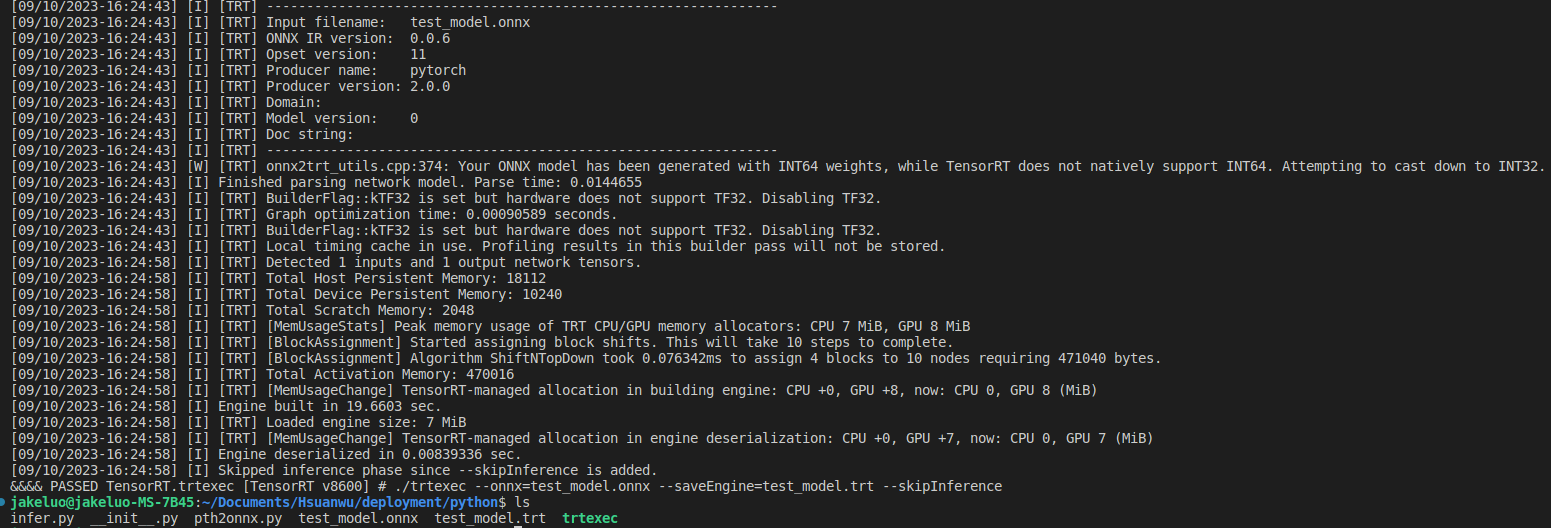 [09/10/2023-16:24:43] [I] [TRT] ----------------------------------------------------------------
[09/10/2023-16:24:43] [I] [TRT] Input filename:   test_model.onnx
[09/10/2023-16:24:43] [I] [TRT] ONNX IR version:  0.0.6
[09/10/2023-16:24:43] [I] [TRT] Opset version:    11
[09/10/2023-16:24:43] [I] [TRT] Producer name:    pytorch
[09/10/2023-16:24:43] [I] [TRT] Producer version: 2.0.0
[09/10/2023-16:24:43] [I] [TRT] Domain:
[09/10/2023-16:24:43] [I] [TRT] Model version:    0
[09/10/2023-16:24:43] [I] [TRT] Doc string:
[09/10/2023-16:24:43] [I] [TRT] ----------------------------------------------------------------
[09/10/2023-16:24:43] [W] [TRT] onnx2trt_utils.cpp:374: Your ONNX model has been generated with INT64 weights, while TensorRT does not natively support INT64. Attempting to cast down to INT32.
[09/10/2023-16:24:43] [I] Finished parsing network model. Parse time: 0.0144655
[09/10/2023-16:24:43] [I] [TRT] BuilderFlag::kTF32 is set but hardware does not support TF32. Disabling TF32.
[09/10/2023-16:24:43] [I] [TRT] Graph optimization time: 0.00090589 seconds.
[09/10/2023-16:24:43] [I] [TRT] BuilderFlag::kTF32 is set but hardware does not support TF32. Disabling TF32.
[09/10/2023-16:24:43] [I] [TRT] Local timing cache in use. Profiling results in this builder pass will not be stored.
[09/10/2023-16:24:58] [I] [TRT] Detected 1 inputs and 1 output network tensors.
[09/10/2023-16:24:58] [I] [TRT] Total Host Persistent Memory: 18112
[09/10/2023-16:24:58] [I] [TRT] Total Device Persistent Memory: 10240
[09/10/2023-16:24:58] [I] [TRT] Total Scratch Memory: 2048
[09/10/2023-16:24:58] [I] [TRT] [MemUsageStats] Peak memory usage of TRT CPU/GPU memory allocators: CPU 7 MiB, GPU 8 MiB
[09/10/2023-16:24:58] [I] [TRT] [BlockAssignment] Started assigning block shifts. This will take 10 steps to complete.
[09/10/2023-16:24:58] [I] [TRT] [BlockAssignment] Algorithm ShiftNTopDown took 0.076342ms to assign 4 blocks to 10 nodes requiring 471040 bytes.
[09/10/2023-16:24:58] [I] [TRT] Total Activation Memory: 470016
[09/10/2023-16:24:58] [I] [TRT] [MemUsageChange] TensorRT-managed allocation in building engine: CPU +0, GPU +8, now: CPU 0, GPU 8 (MiB)
[09/10/2023-16:24:58] [I] Engine built in 19.6603 sec.
[09/10/2023-16:24:58] [I] [TRT] Loaded engine size: 7 MiB
[09/10/2023-16:24:58] [I] [TRT] [MemUsageChange] TensorRT-managed allocation in engine deserialization: CPU +0, GPU +7, now: CPU 0, GPU 7 (MiB)
[09/10/2023-16:24:58] [I] Engine deserialized in 0.00839336 sec.
[09/10/2023-16:24:58] [I] Skipped inference phase since --skipInference is added.
&&&& PASSED TensorRT.trtexec [TensorRT v8600] # ./trtexec --onnx=test_model.onnx --saveEngine=test_model.trt --skipInference
jakeluo@jakeluo-MS-7B45:~/Documents/Hsuanwu/deployment/python$ ls
infer.py  __init__.py  pth2onnx.py  test_model.onnx  test_model.trt  trtexec